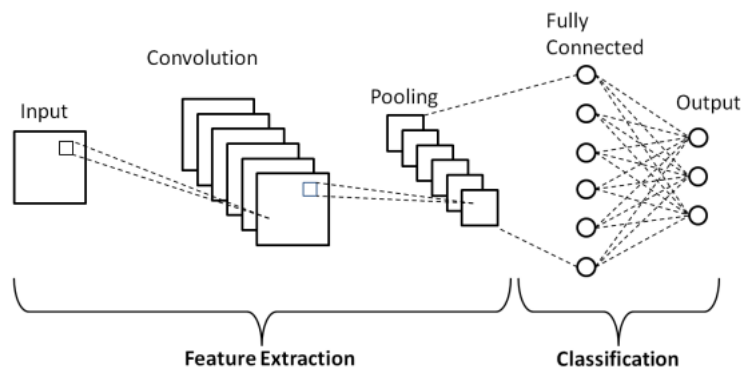 Input
Convolution
Pooling
Fully
Connected
Output
Feature Extraction
Classification